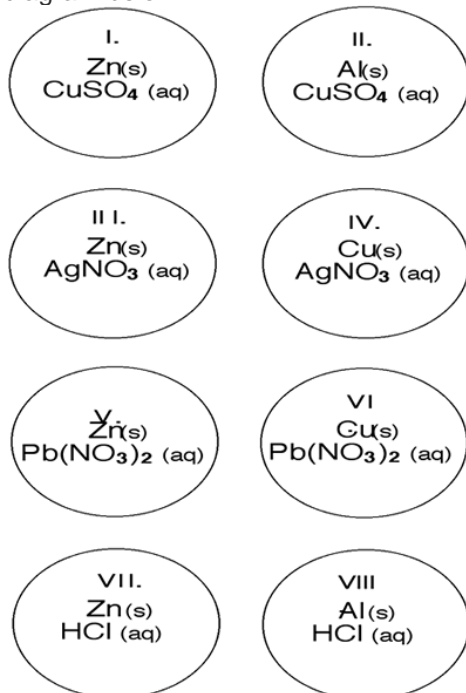 I.
Zn(s)
CuSO₄ (aq)
II.
Al(s)
CuSO₄ (aq)
III.
Zn(s)
AgNO₃ (aq)
IV.
Cu(s)
AgNO₃ (aq)
V.
Zn(s)
Pb(NO₃)₂ (aq)
VI
Cu(s)
Pb(NO₃)₂ (aq)
VII.
Zn(s)
HCl (aq)
VIII
Al(s)
HCl (aq)